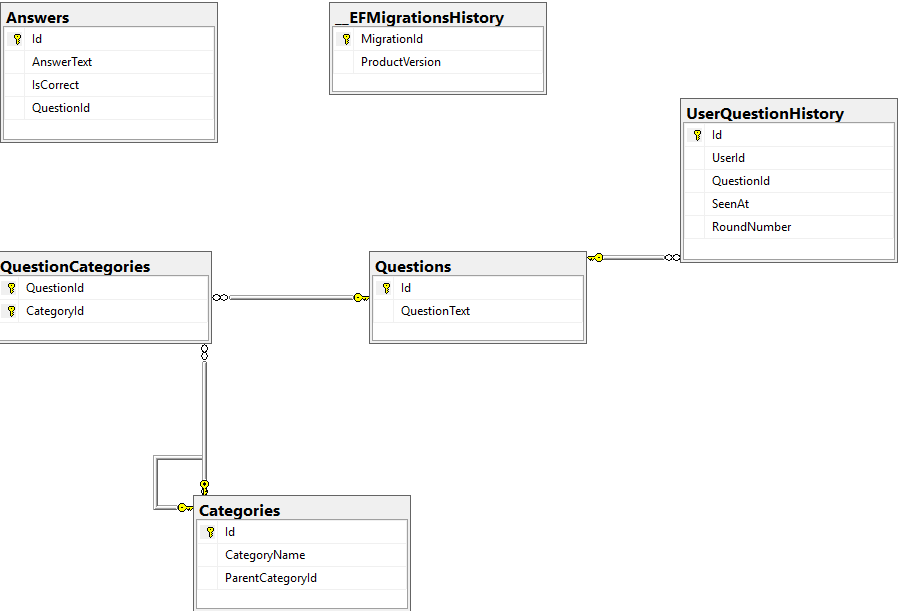 Answers
Id
AnswerText
IsCorrect
QuestionId
__EFMigrationsHistory
MigrationId
ProductVersion
UserQuestionHistory
Id
UserId
QuestionId
SeenAt
RoundNumber
QuestionCategories
QuestionId
CategoryId
Questions
Id
QuestionText
Categories
Id
CategoryName
ParentCategoryId